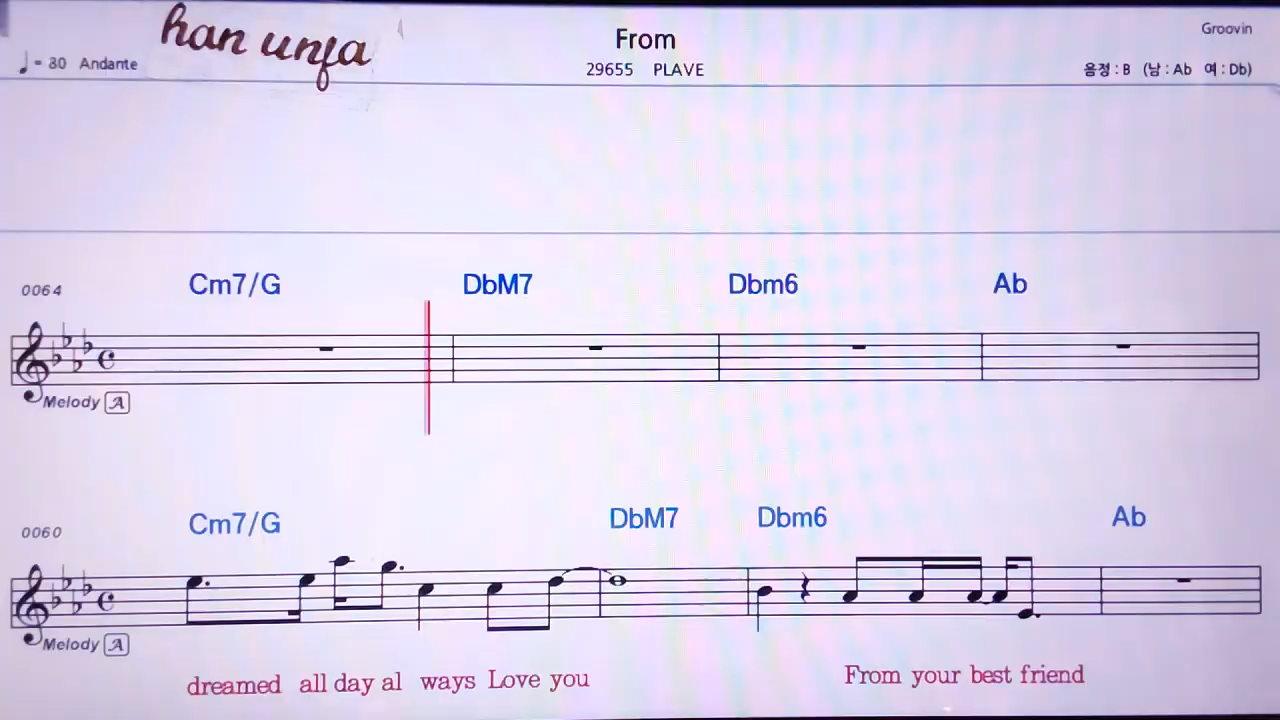 han unfa
From
Groovin
♩= 80 Andante
29655 PLAVE
음정 : B (남 : Ab 여 : Db)
0064
Cm7/G DbM7 Dbm6 Ab
Melody A
0060
Cm7/G DbM7 Dbm6 Ab
Melody A
dreamed all day al ways Love you From your best friend